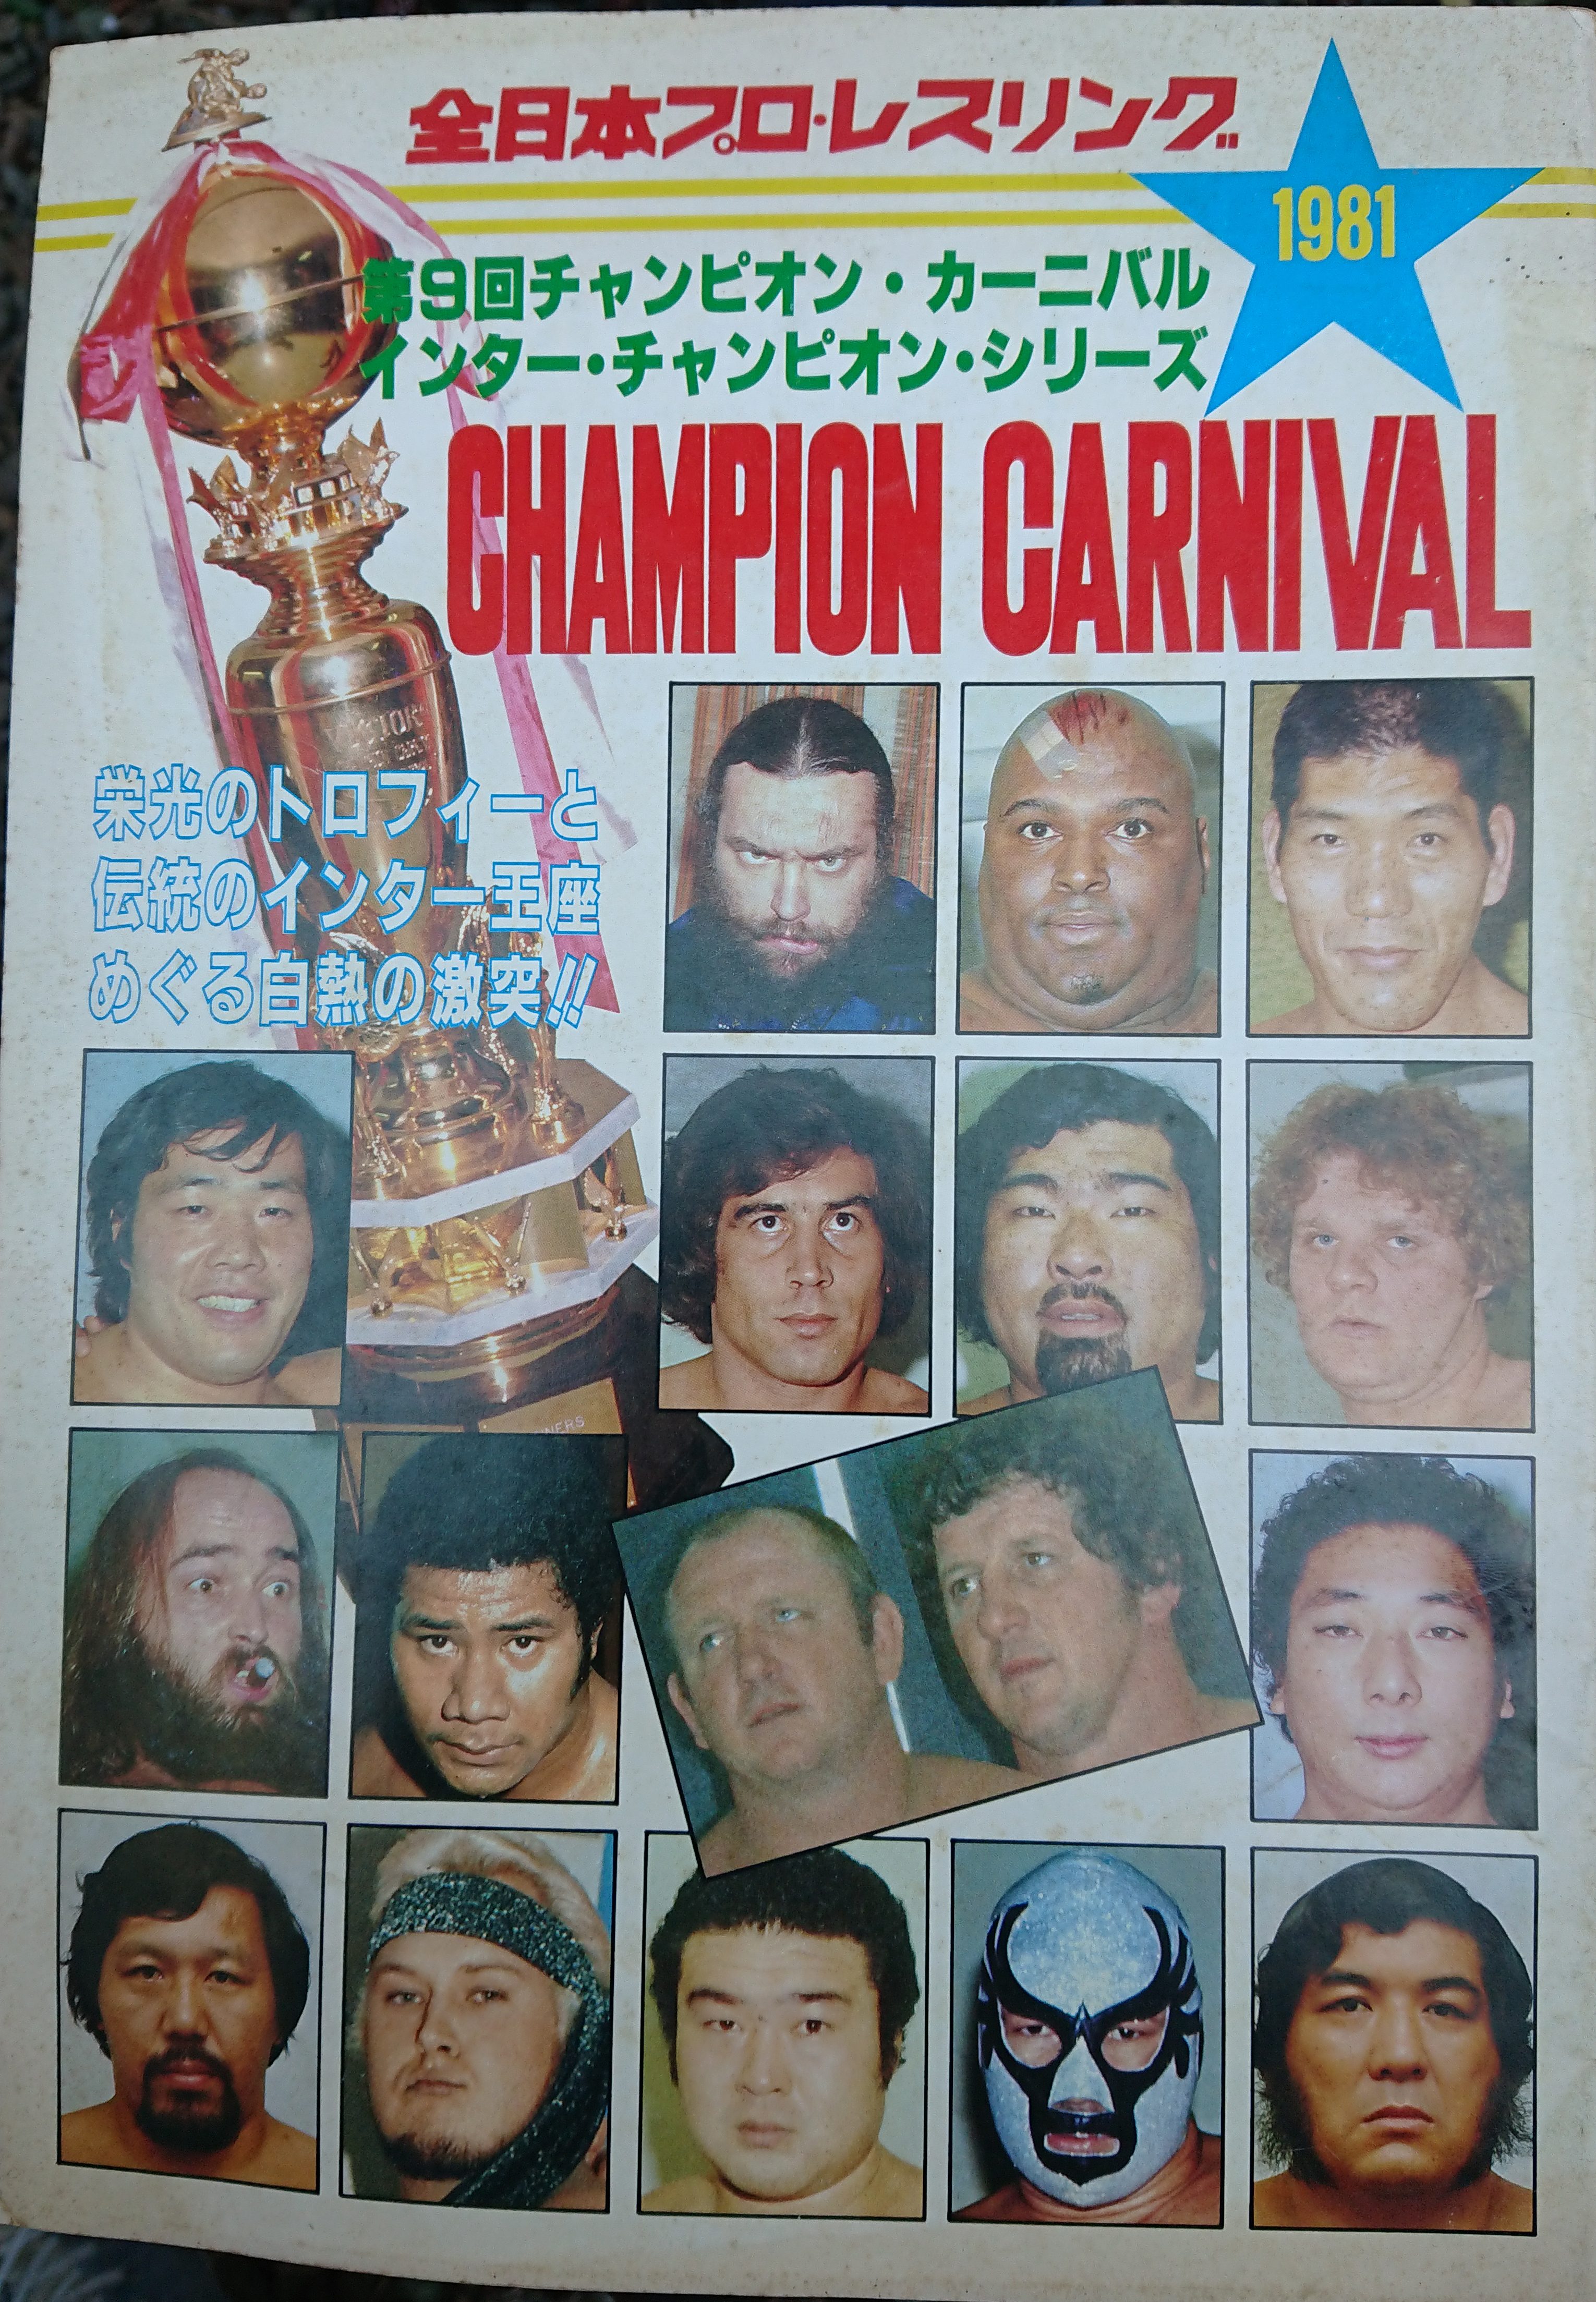 全日本プロ・レスリング
1981
第9回チャンピオン・カーニバル
インター・チャンピオン・シリーズ
CHAMPION CARNIVAL
栄光のトロフィーと
伝統のインター王座
めぐる白熱の激突!!